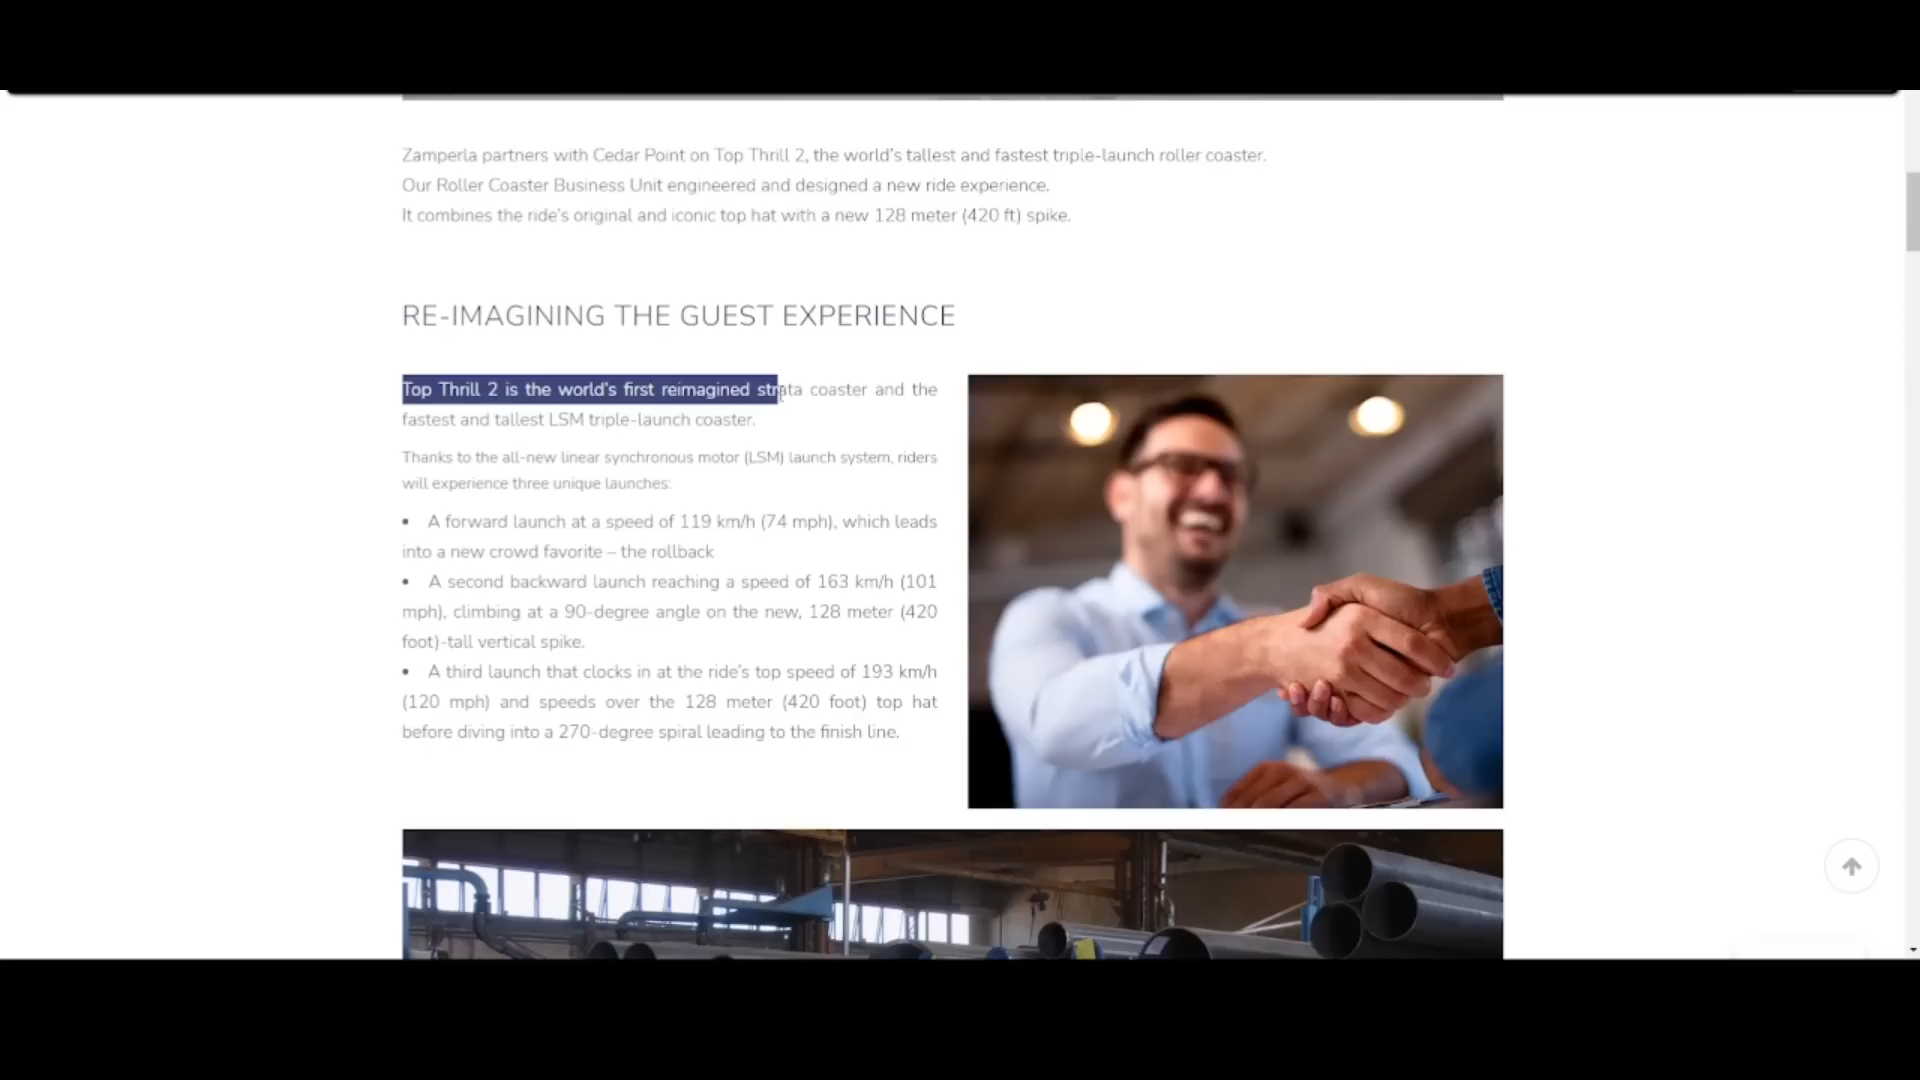 Zamperla partners with Cedar Point on Top Thrill 2, the world's tallest and fastest triple-launch roller coaster.
Our Roller Coaster Business Unit engineered and designed a new ride experience.
It combines the ride's original and iconic top hat with a new 128 meter (420 ft) spike.
RE-IMAGINING THE GUEST EXPERIENCE
Top Thrill 2 is the world's first reimagined strata coaster and the
fastest and tallest LSM triple-launch coaster.
Thanks to the all-new linear synchronous motor (LSM) launch system, riders
will experience three unique launches:
• A forward launch at a speed of 119 km/h (74 mph), which leads
into a new crowd favorite – the rollback
• A second backward launch reaching a speed of 163 km/h (101
mph), climbing at a 90-degree angle on the new, 128 meter (420
foot)-tall vertical spike.
• A third launch that clocks in at the ride's top speed of 193 km/h
(120 mph) and speeds over the 128 meter (420 foot) top hat
before diving into a 270-degree spiral leading to the finish line.